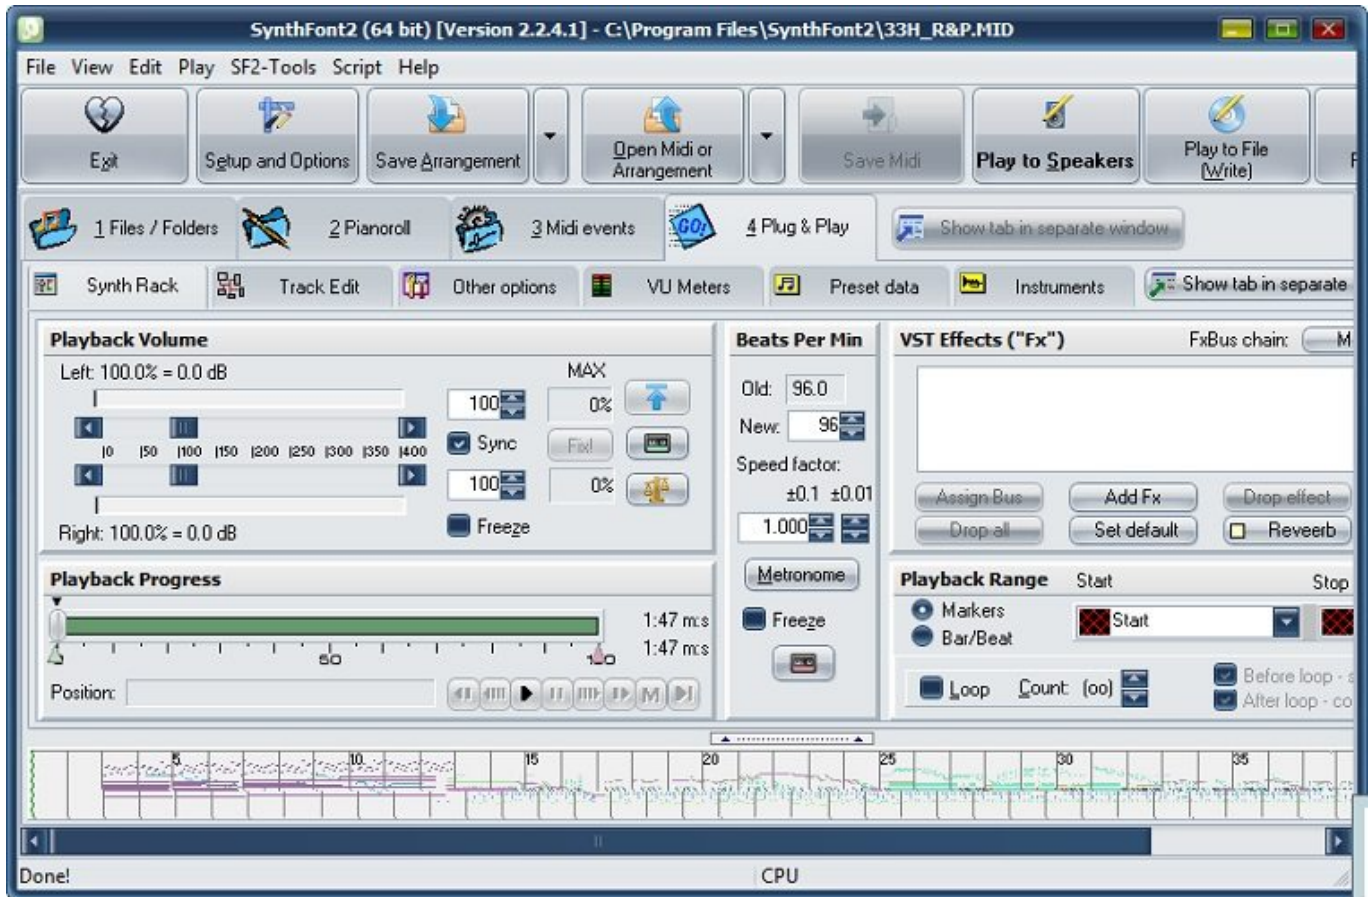 SynthFont2 (64 bit) [Version 2.2.4.1] - C:\Program Files\SynthFont2\33H_R&P.MID
File View Edit Play SF2-Tools Script Help
Exit
Setup and Options
Save Arrangement
Open Midi or
Arrangement
Save Midi
Play to Speakers
Play to File
(Write)
1 Files / Folders
2 Pianoroll
3 Midi events
GO!
4 Plug & Play
Show tab in separate window
Synth Rack
Track Edit
Other options
VU Meters
Preset data
Instruments
Show tab in separate
Playback Volume
Left: 100.0% = 0.0 dB
MAX
100
0%
Sync
Fix!
|0 |50 |100 |150 |200 |250 |300 |350 |400
100
0%
Freeze
Right: 100.0% = 0.0 dB
Beats Per Min
Old: 96.0
New: 96
Speed factor:
±0.1 ±0.01
1.000
Metronome
Freeze
VST Effects ("Fx")
FxBus chain:
M
Assign Bus
Add Fx
Drop effect
Drop all
Set default
Reveerb
Playback Progress
1:47 m:s
50
100
1:47 m:s
Position:
M
Playback Range
Start
Stop
Markers
Start
Bar/Beat
Loop
Count: (oo)
Before loop - s
After loop - co
5 10 15 20 25 30 35
Done!
CPU